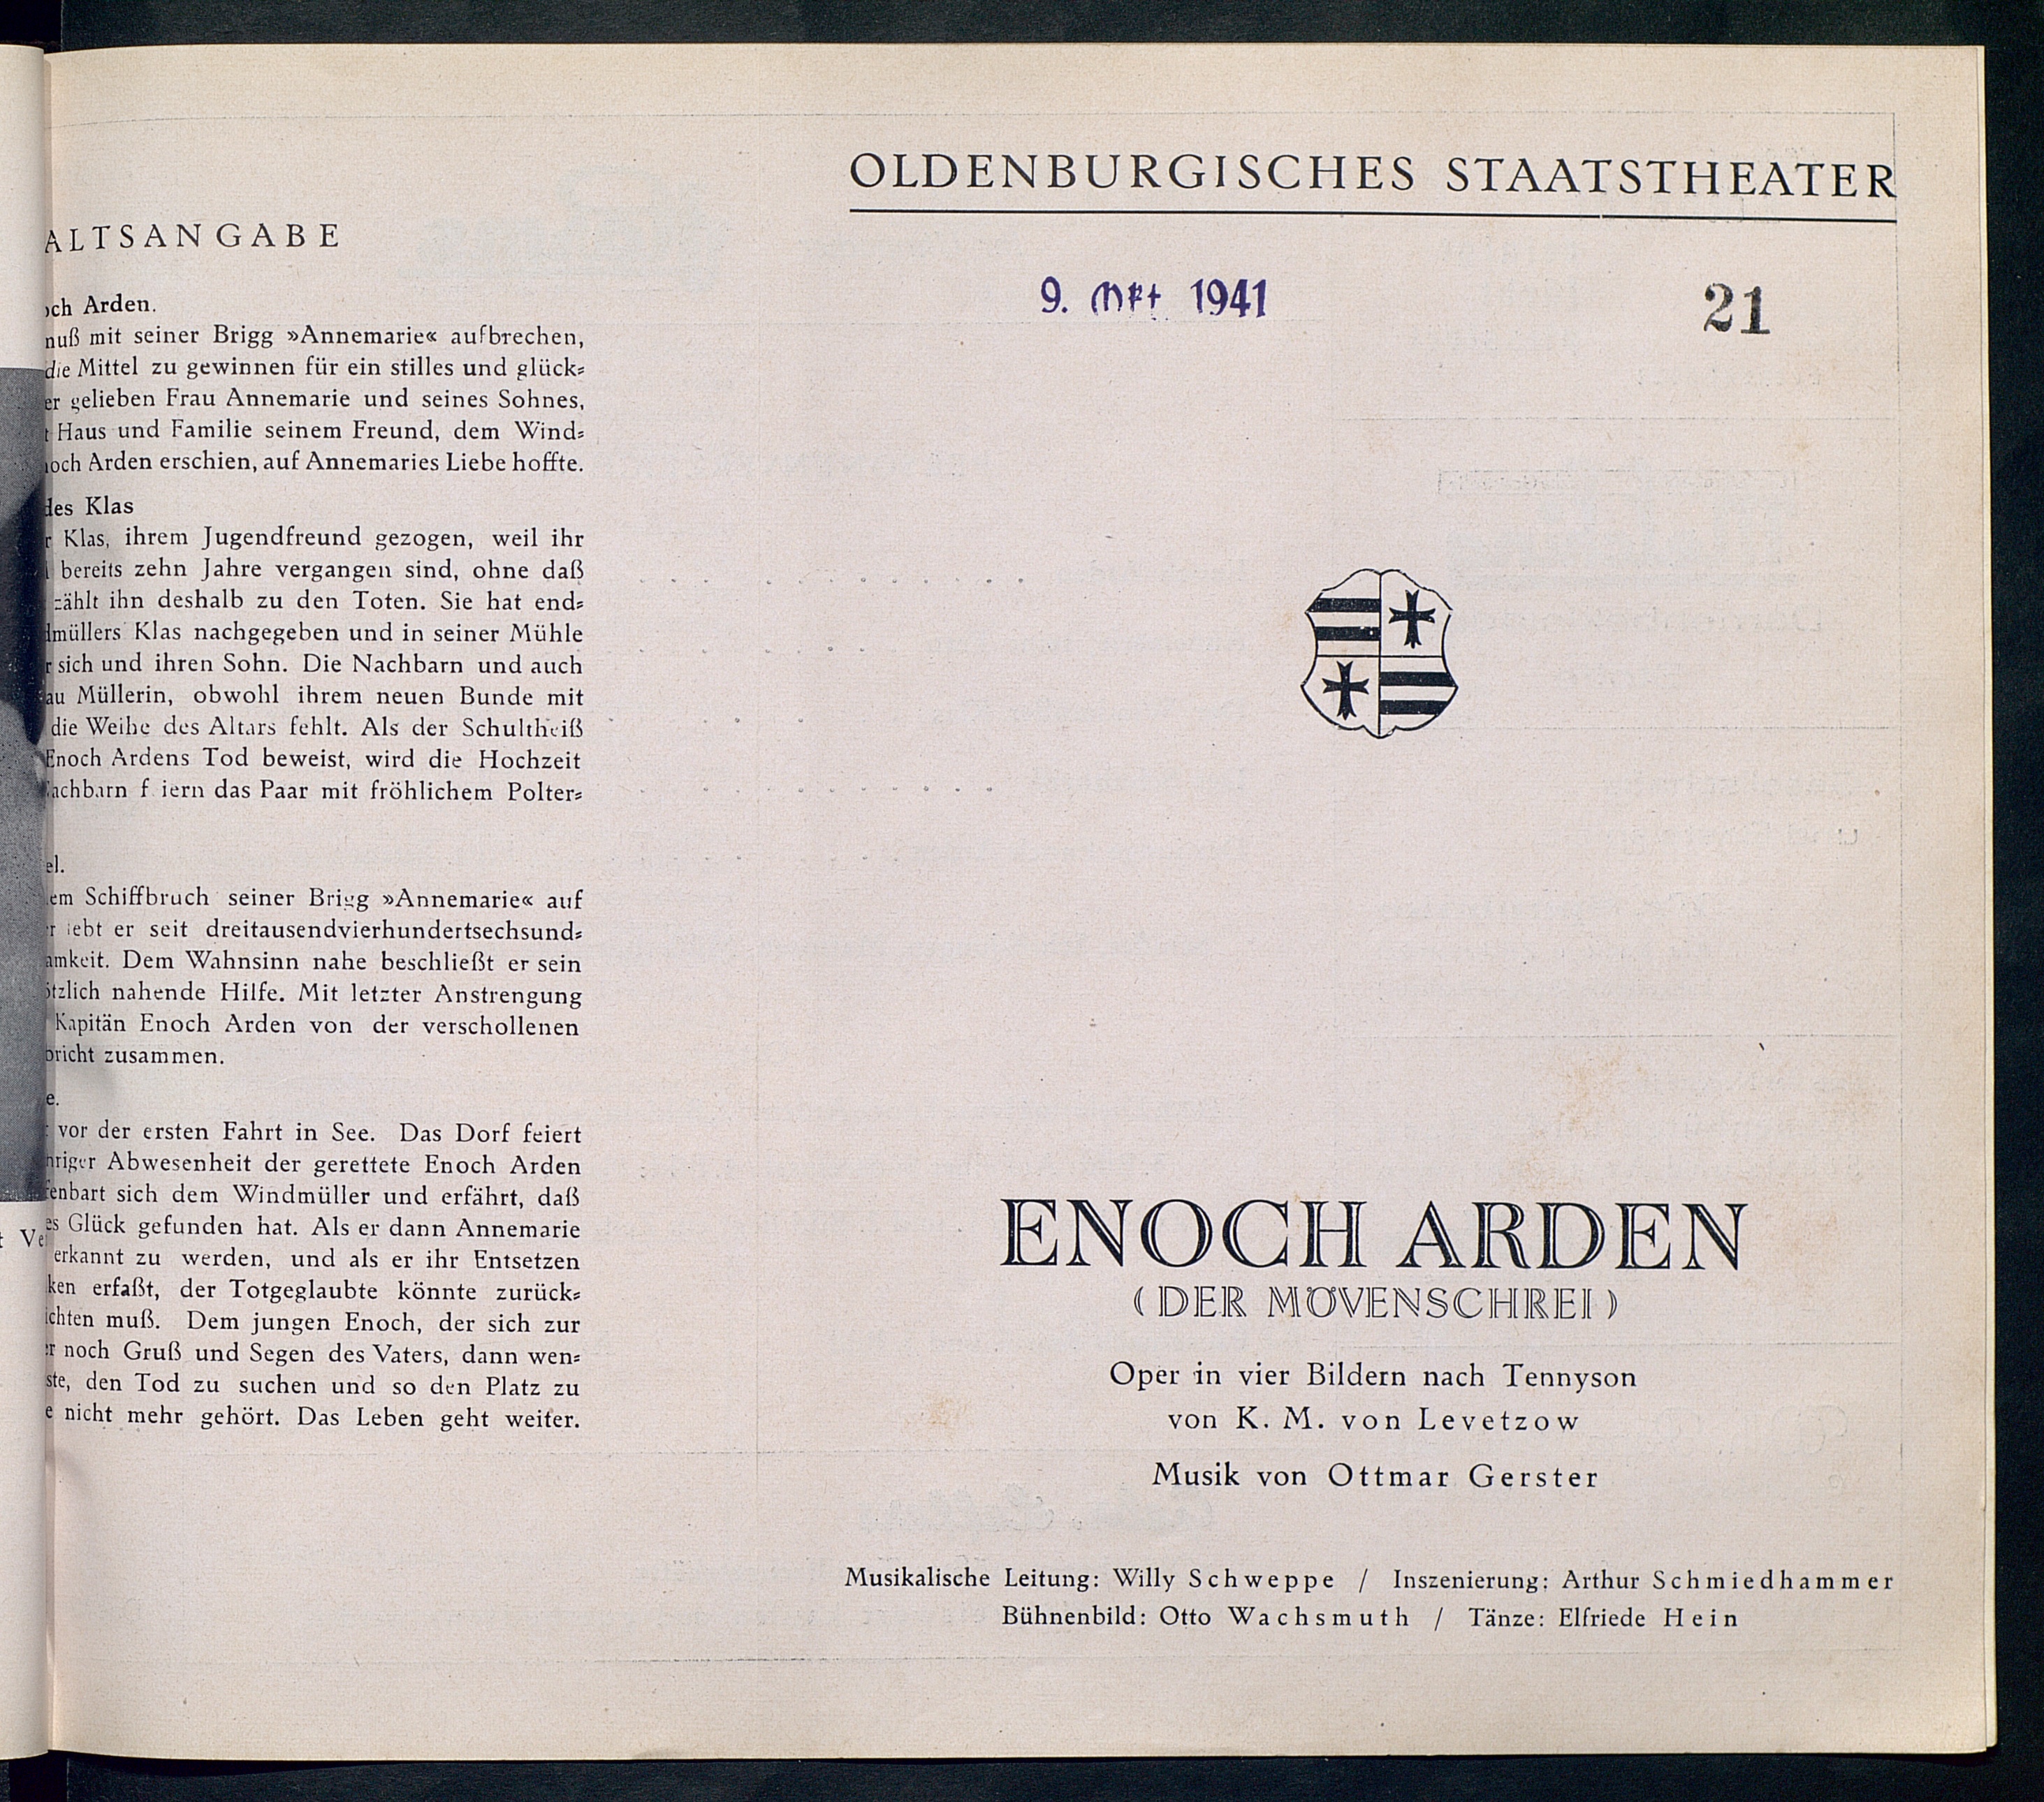 ALTSANGABE
och Arden.
nuß mit seiner Brigg »Annemarie« aufbrechen,
die Mittel zu gewinnen für ein stilles und glück=
er gelieben Frau Annemarie und seines Sohnes,
t Haus und Familie seinem Freund, dem Wind=
och Arden erschien, auf Annemaries Liebe hoffte.
des Klas
r Klas, ihrem Jugendfreund gezogen, weil ihr
bereits zehn Jahre vergangen sind, ohne daß
zählt ihn deshalb zu den Toten. Sie hat end=
dmüllers Klas nachgegeben und in seiner Mühle
r sich und ihren Sohn. Die Nachbarn und auch
au Müllerin, obwohl ihrem neuen Bunde mit
die Weihe des Altars fehlt. Als der Schultheiß
Enoch Ardens Tod beweist, wird die Hochzeit
achbarn f iern das Paar mit fröhlichem Polter=
el.
em Schiffbruch seiner Brigg »Annemarie« auf
r lebt er seit dreitausendvierhundertsechsund=
amkeit. Dem Wahnsinn nahe beschließt er sein
ötzlich nahende Hilfe. Mit letzter Anstrengung
Kapitän Enoch Arden von der verschollenen
bricht zusammen.
e.
t vor der ersten Fahrt in See. Das Dorf feiert
hriger Abwesenheit der gerettete Enoch Arden
fenbart sich dem Windmüller und erfährt, daß
es Glück gefunden hat. Als er dann Annemarie
erkannt zu werden, und als er ihr Entsetzen
ken erfaßt, der Totgeglaubte könnte zurück=
ichten muß. Dem jungen Enoch, der sich zur
er noch Gruß und Segen des Vaters, dann wen=
ste, den Tod zu suchen und so den Platz zu
e nicht mehr gehört. Das Leben geht weiter.
t Ve
OLDENBURGISCHES STAATSTHEATER
9. Okt 1941
21
ENOCH ARDEN
(DER MÖVENSCHREI)
Oper in vier Bildern nach Tennyson
von K. M. von Levetzow
Musik von Ottmar Gerster
Musikalische Leitung: Willy Schweppe / Inszenierung: Arthur Schmiedhammer
Bühnenbild: Otto Wachsmuth / Tänze: Elfriede Hein